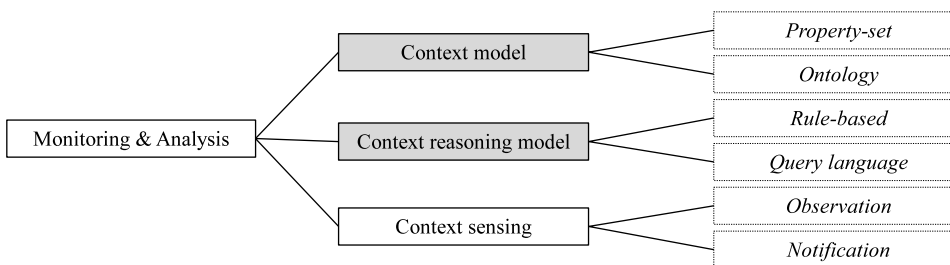 Property-set
Context model
Ontology
Rule-based
Monitoring & Analysis
Context reasoning model
Query language
Observation
Context sensing
Notification